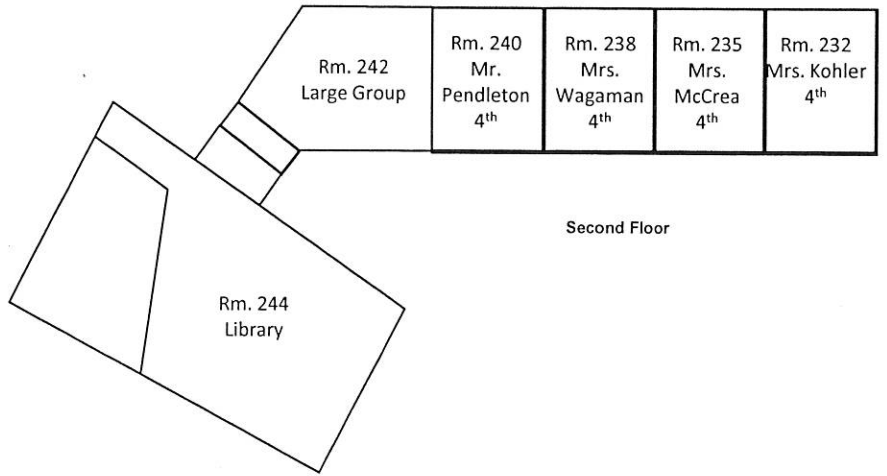 Rm. 242
Large Group
Rm. 240
Mr.
Pendleton
4th
Rm. 238
Mrs.
Wagaman
4th
Rm. 235
Mrs.
McCrea
4th
Rm. 232
Mrs. Kohler
4th
Second Floor
Rm. 244
Library